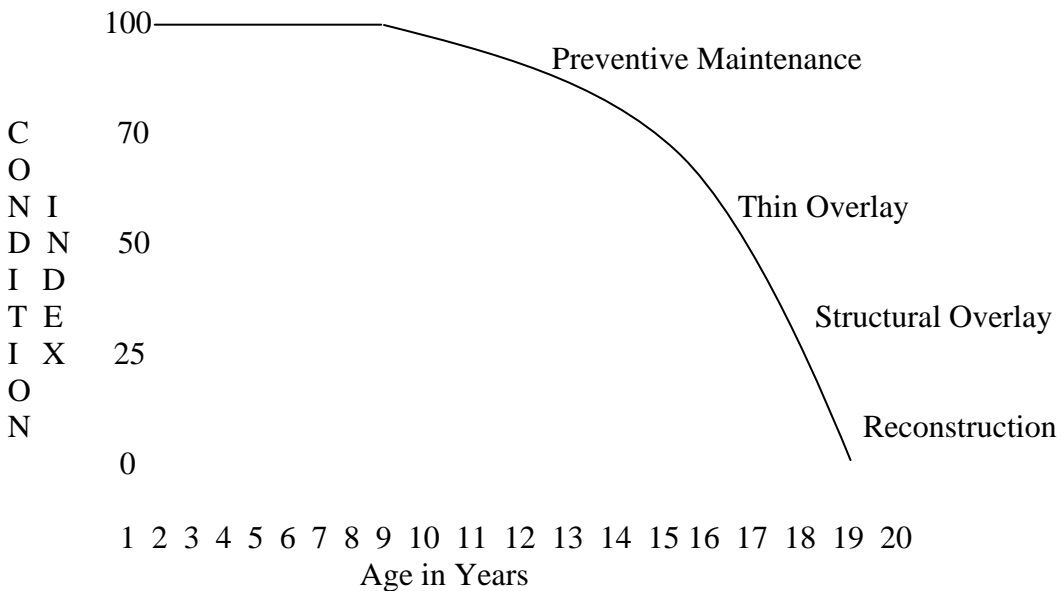 100
Preventive Maintenance
C 70
O
N I Thin Overlay
D N 50
I D
T E Structural Overlay
I X 25
O
N Reconstruction
0
1 2 3 4 5 6 7 8 9 10 11 12 13 14 15 16 17 18 19 20
Age in Years